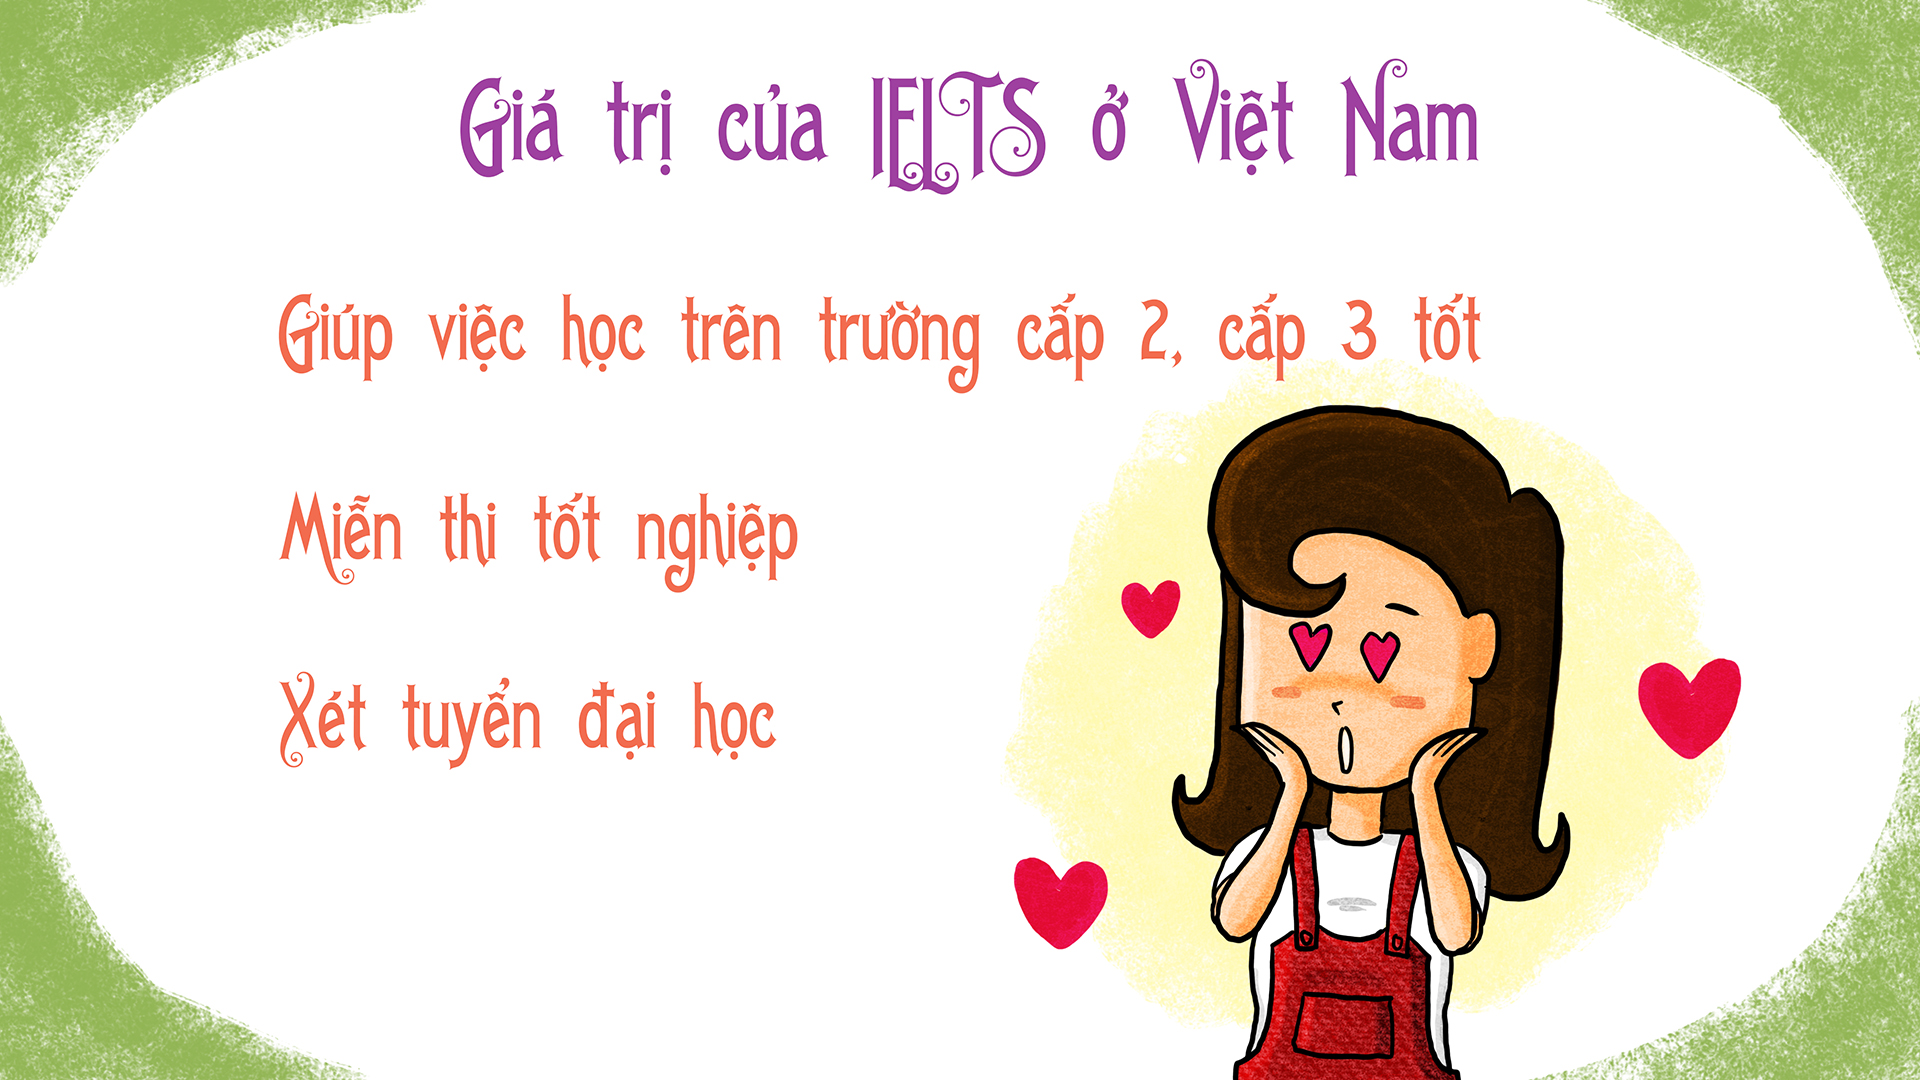 Giá trị của IELTS ở Việt Nam
Giúp việc học trên trường cấp 2, cấp 3 tốt
Miễn thi tốt nghiệp
Xét tuyển đại học